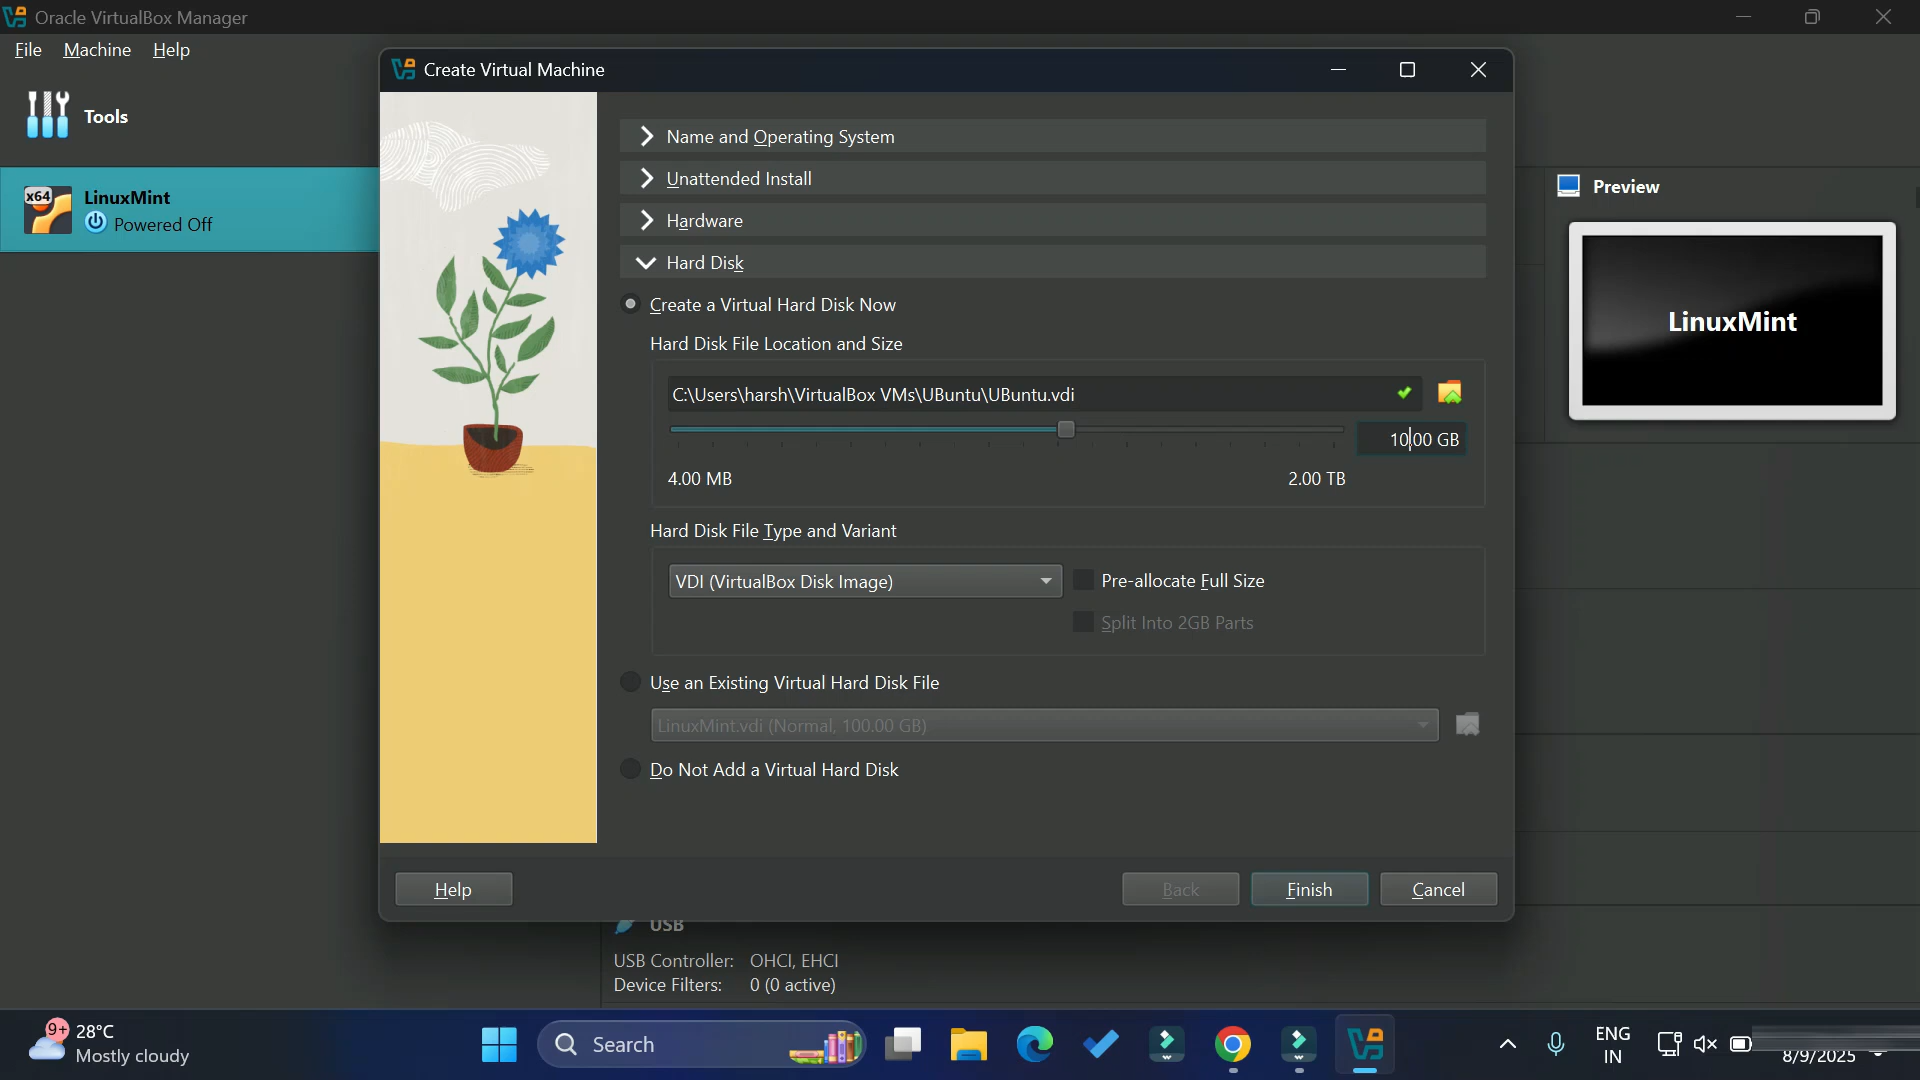 Oracle VirtualBox Manager
File Machine Help
Tools
x64 LinuxMint
Powered Off
Create Virtual Machine
Name and Operating System
Unattended Install
Hardware
Hard Disk
Create a Virtual Hard Disk Now
Hard Disk File Location and Size
C:\Users\harsh\VirtualBox VMs\UBuntu\UBuntu.vdi
10.00 GB
4.00 MB 2.00 TB
Hard Disk File Type and Variant
VDI (VirtualBox Disk Image) Pre-allocate Full Size
Split Into 2GB Parts
Use an Existing Virtual Hard Disk File
LinuxMint.vdi (Normal, 100.00 GB)
Do Not Add a Virtual Hard Disk
Help Back Finish Cancel
Preview
LinuxMint
USB
USB Controller: OHCI, EHCI
Device Filters: 0 (0 active)
9+ 28°C
Mostly cloudy
Search
ENG
IN
8/9/2025